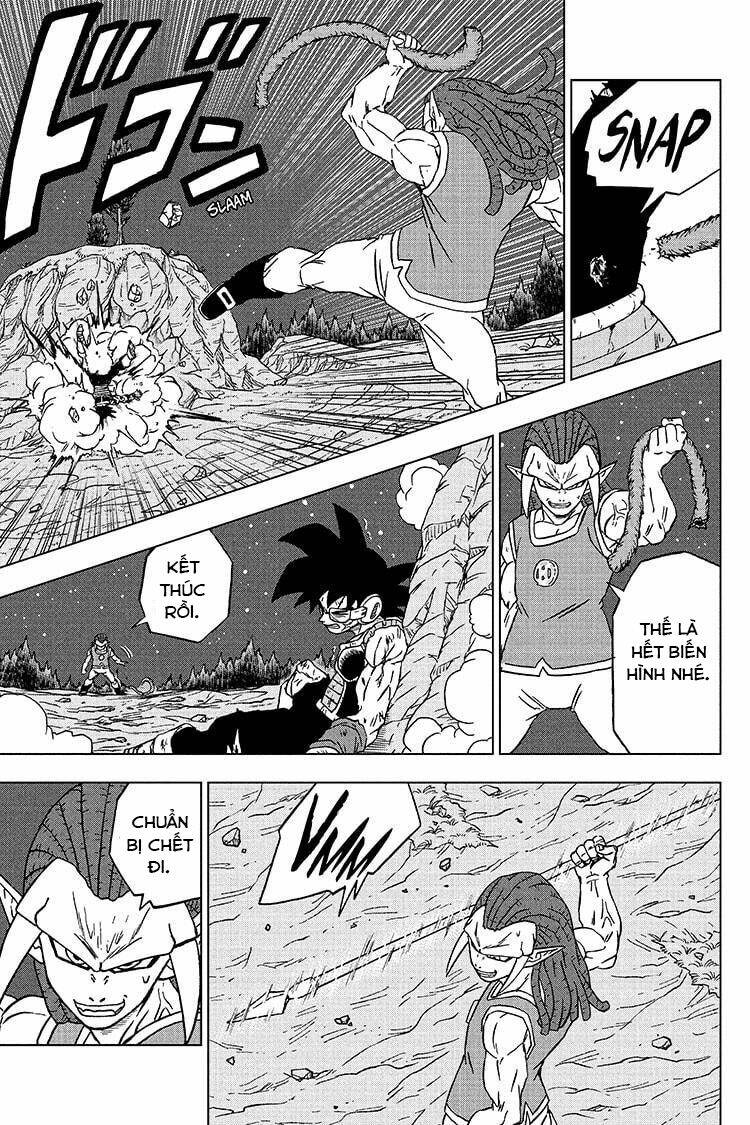 SNAP
ドゴン
SLAAM
THẾ LÀ
HẾT BIẾN
HÌNH NHÉ.
KẾT
THÚC
RỒI.
VMM
CHUẨN
BỊ CHẾT
ĐI.